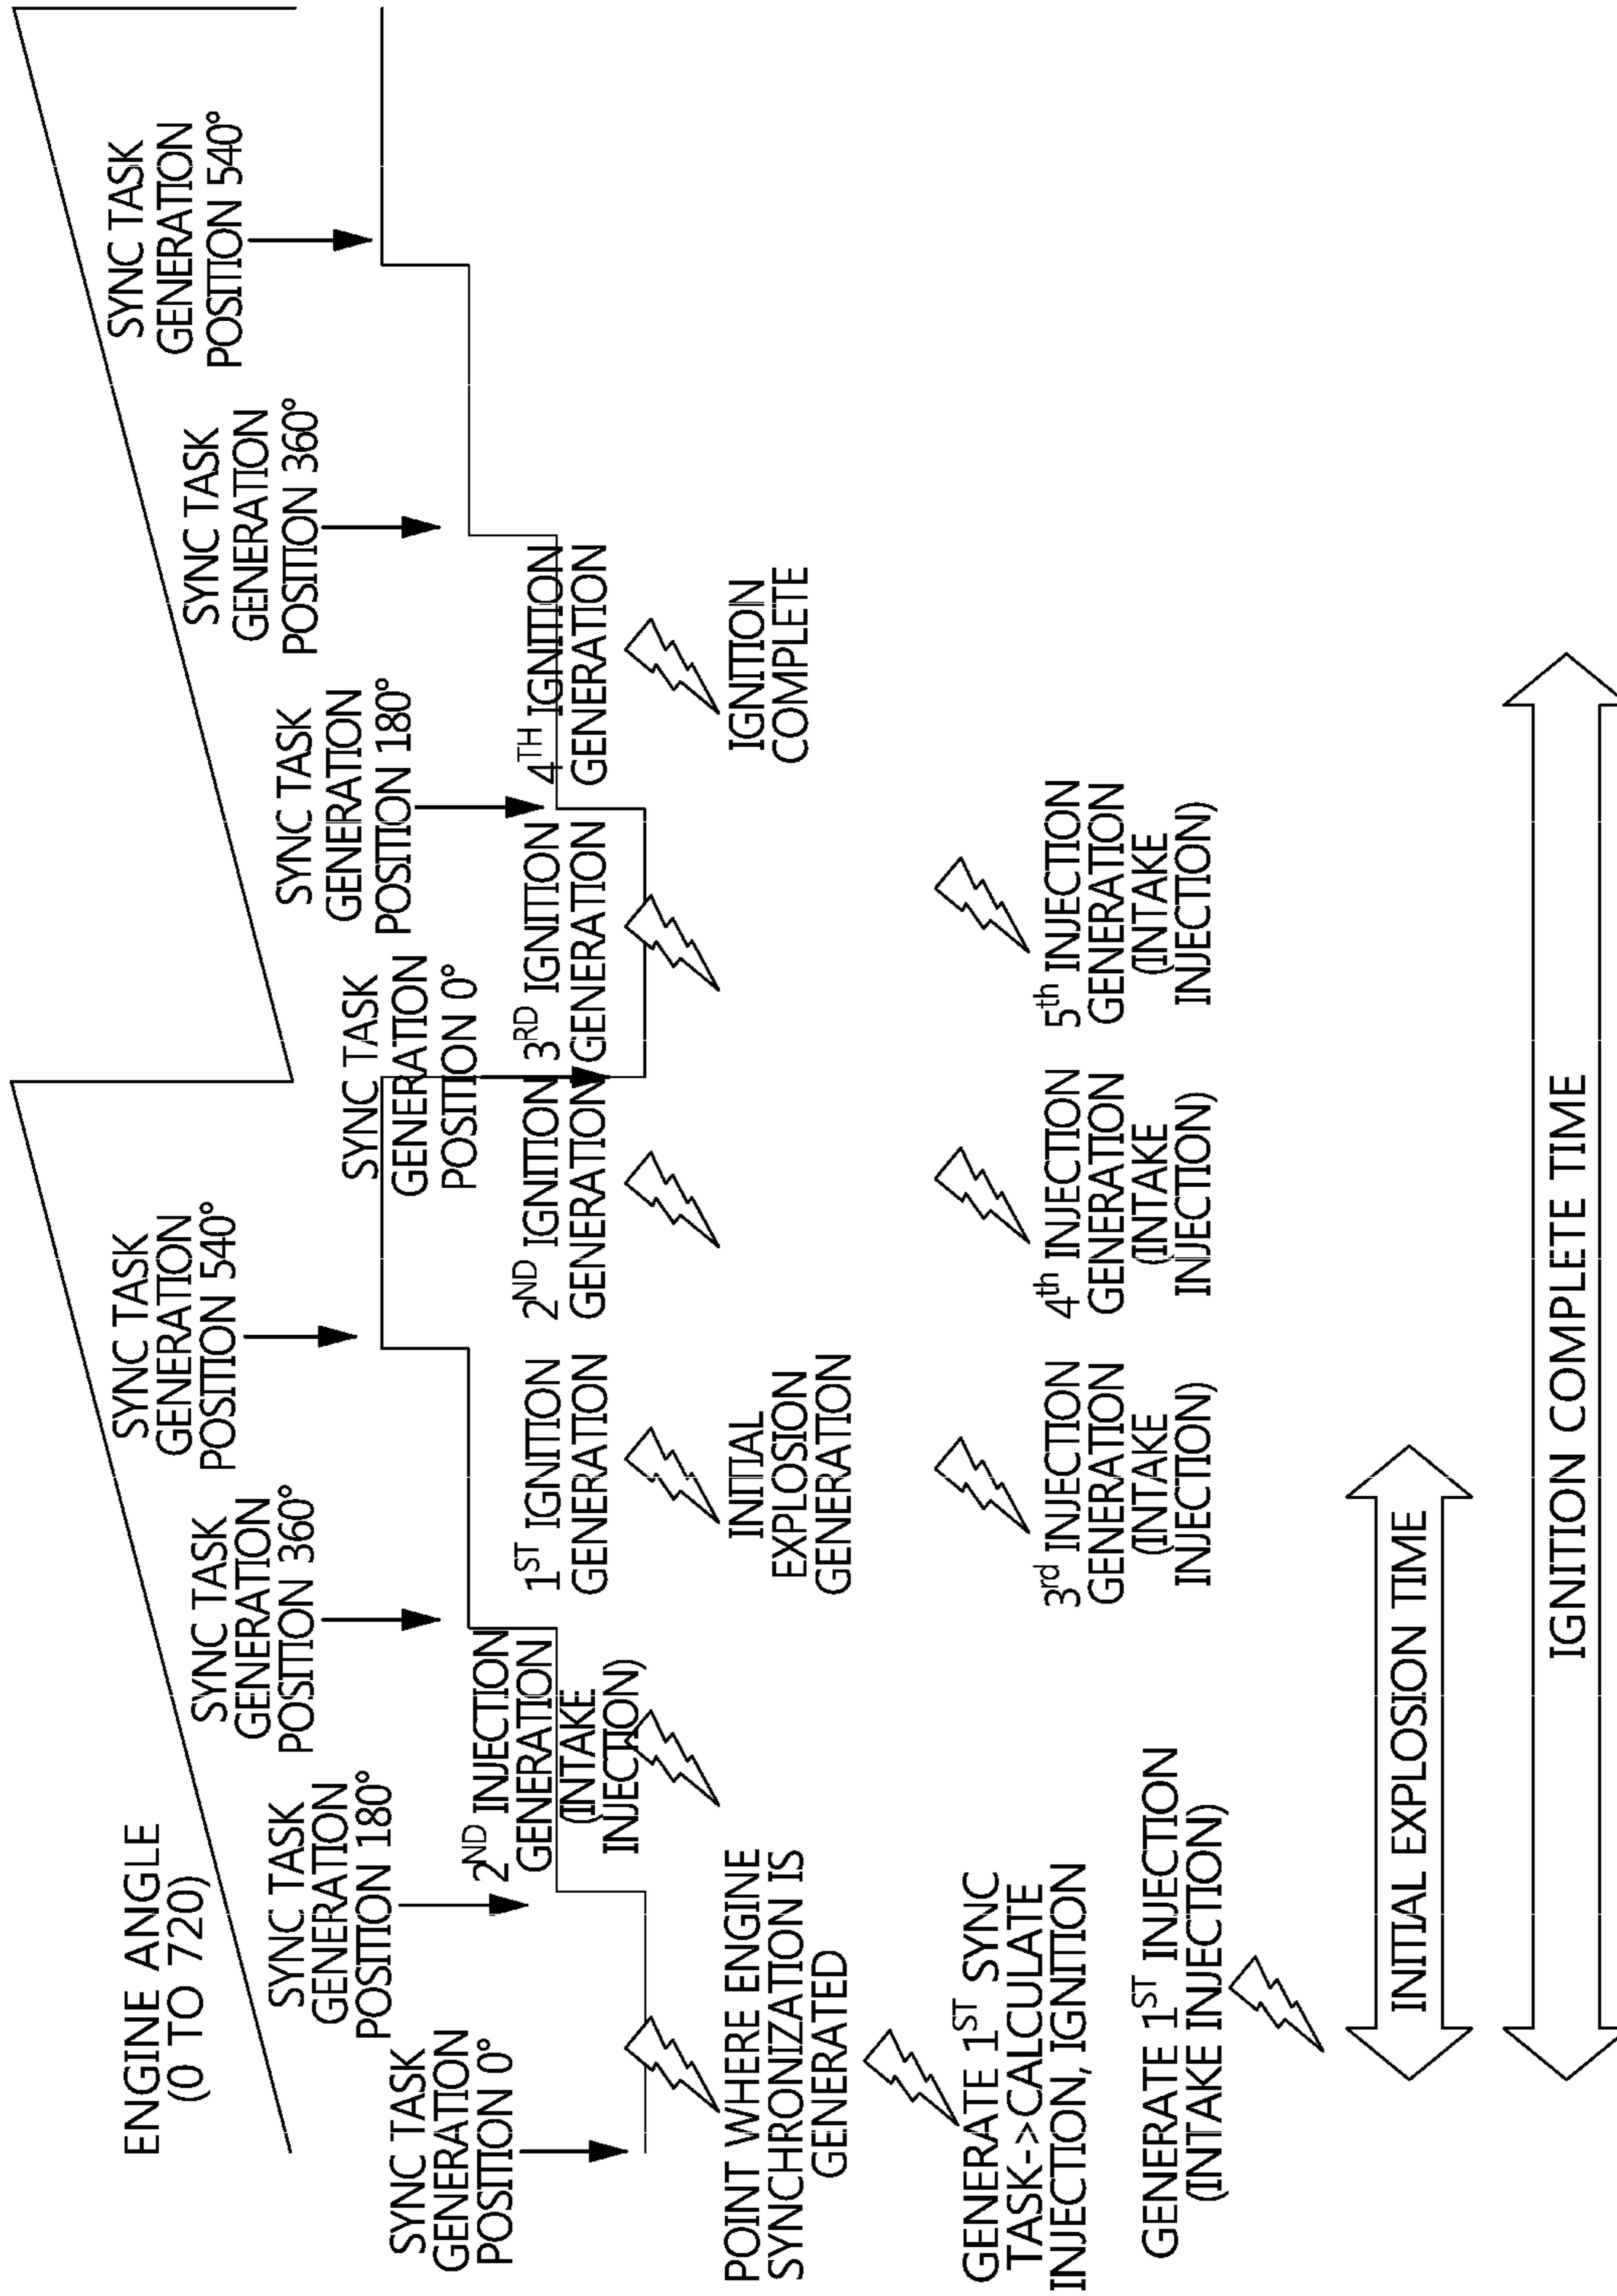 ENGINE ANGLE
(0 TO 720)
SYNC TASK
GENERATION
POSITION 0°
SYNC TASK
GENERATION
POSITION 180°
SYNC TASK
GENERATION
POSITION 360°
SYNC TASK
GENERATION
POSITION 540°
SYNC TASK
GENERATION
POSITION 0°
SYNC TASK
GENERATION
POSITION 180°
SYNC TASK
GENERATION
POSITION 360°
SYNC TASK
GENERATION
POSITION 540°
2ND INJECTION
GENERATION
(INTAKE
INJECTION)
1ST IGNITION
GENERATION
2ND IGNITION
GENERATION
3RD IGNITION
GENERATION
4TH IGNITION
GENERATION
POINT WHERE ENGINE
SYNCHRONIZATION IS
GENERATED
INITIAL
EXPLOSION
GENERATION
IGNITION
COMPLETE
GENERATE 1ST SYNC
TASK->CALCULATE
INJECTION, IGNITION
3rd INJECTION
GENERATION
(INTAKE
INJECTION)
4th INJECTION
GENERATION
(INTAKE
INJECTION)
5th INJECTION
GENERATION
(INTAKE
INJECTION)
GENERATE 1ST INJECTION
(INTAKE INJECTION)
INITIAL EXPLOSION TIME
IGNITION COMPLETE TIME